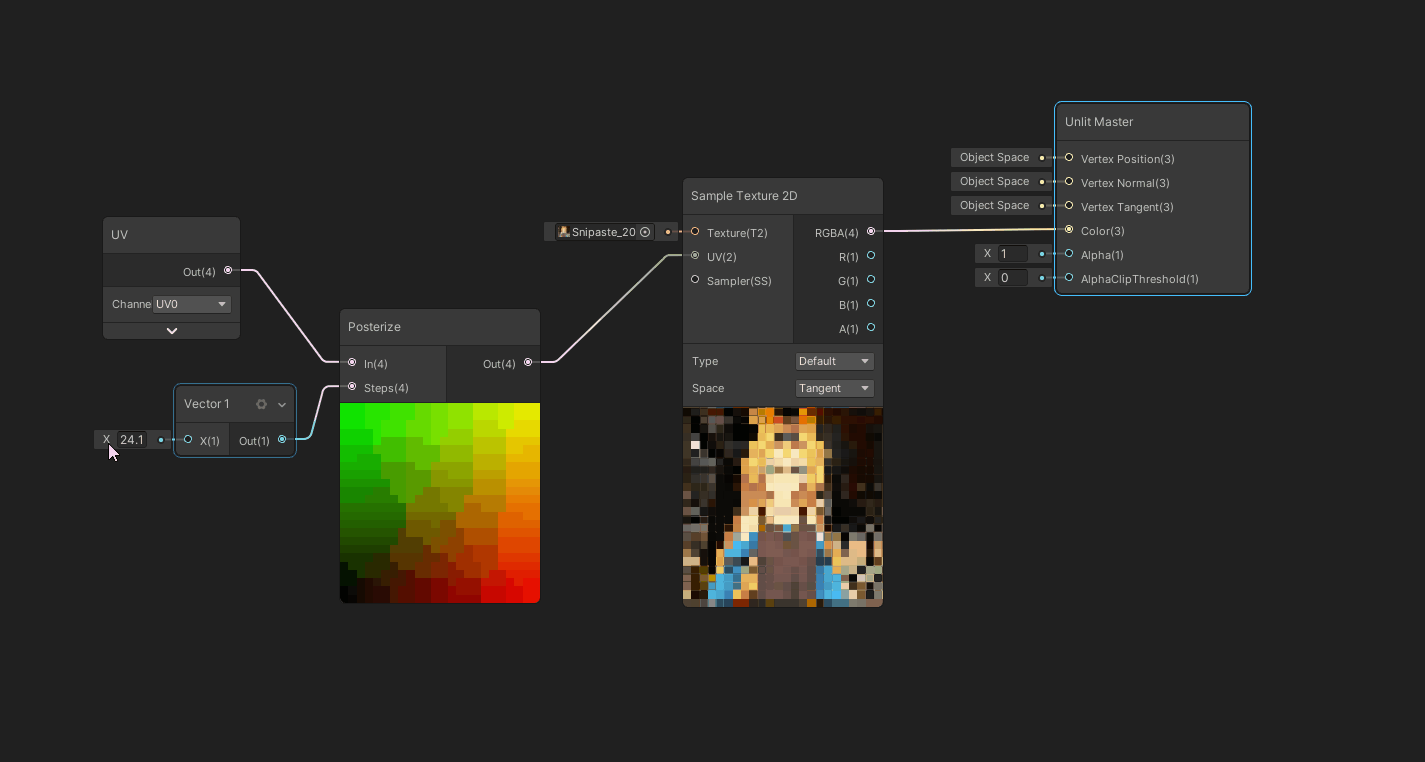 UV
Out(4)
Channe UV0
Vector 1
X 24.1
X(1) Out(1)
Posterize
In(4) Out(4)
Steps(4)
Sample Texture 2D
Snipaste_20
Texture(T2) RGBA(4)
UV(2) R(1)
Sampler(SS) G(1)
B(1)
A(1)
Type Default
Space Tangent
Unlit Master
Object Space Vertex Position(3)
Object Space Vertex Normal(3)
Object Space Vertex Tangent(3)
Color(3)
X 1 Alpha(1)
X 0 AlphaClipThreshold(1)